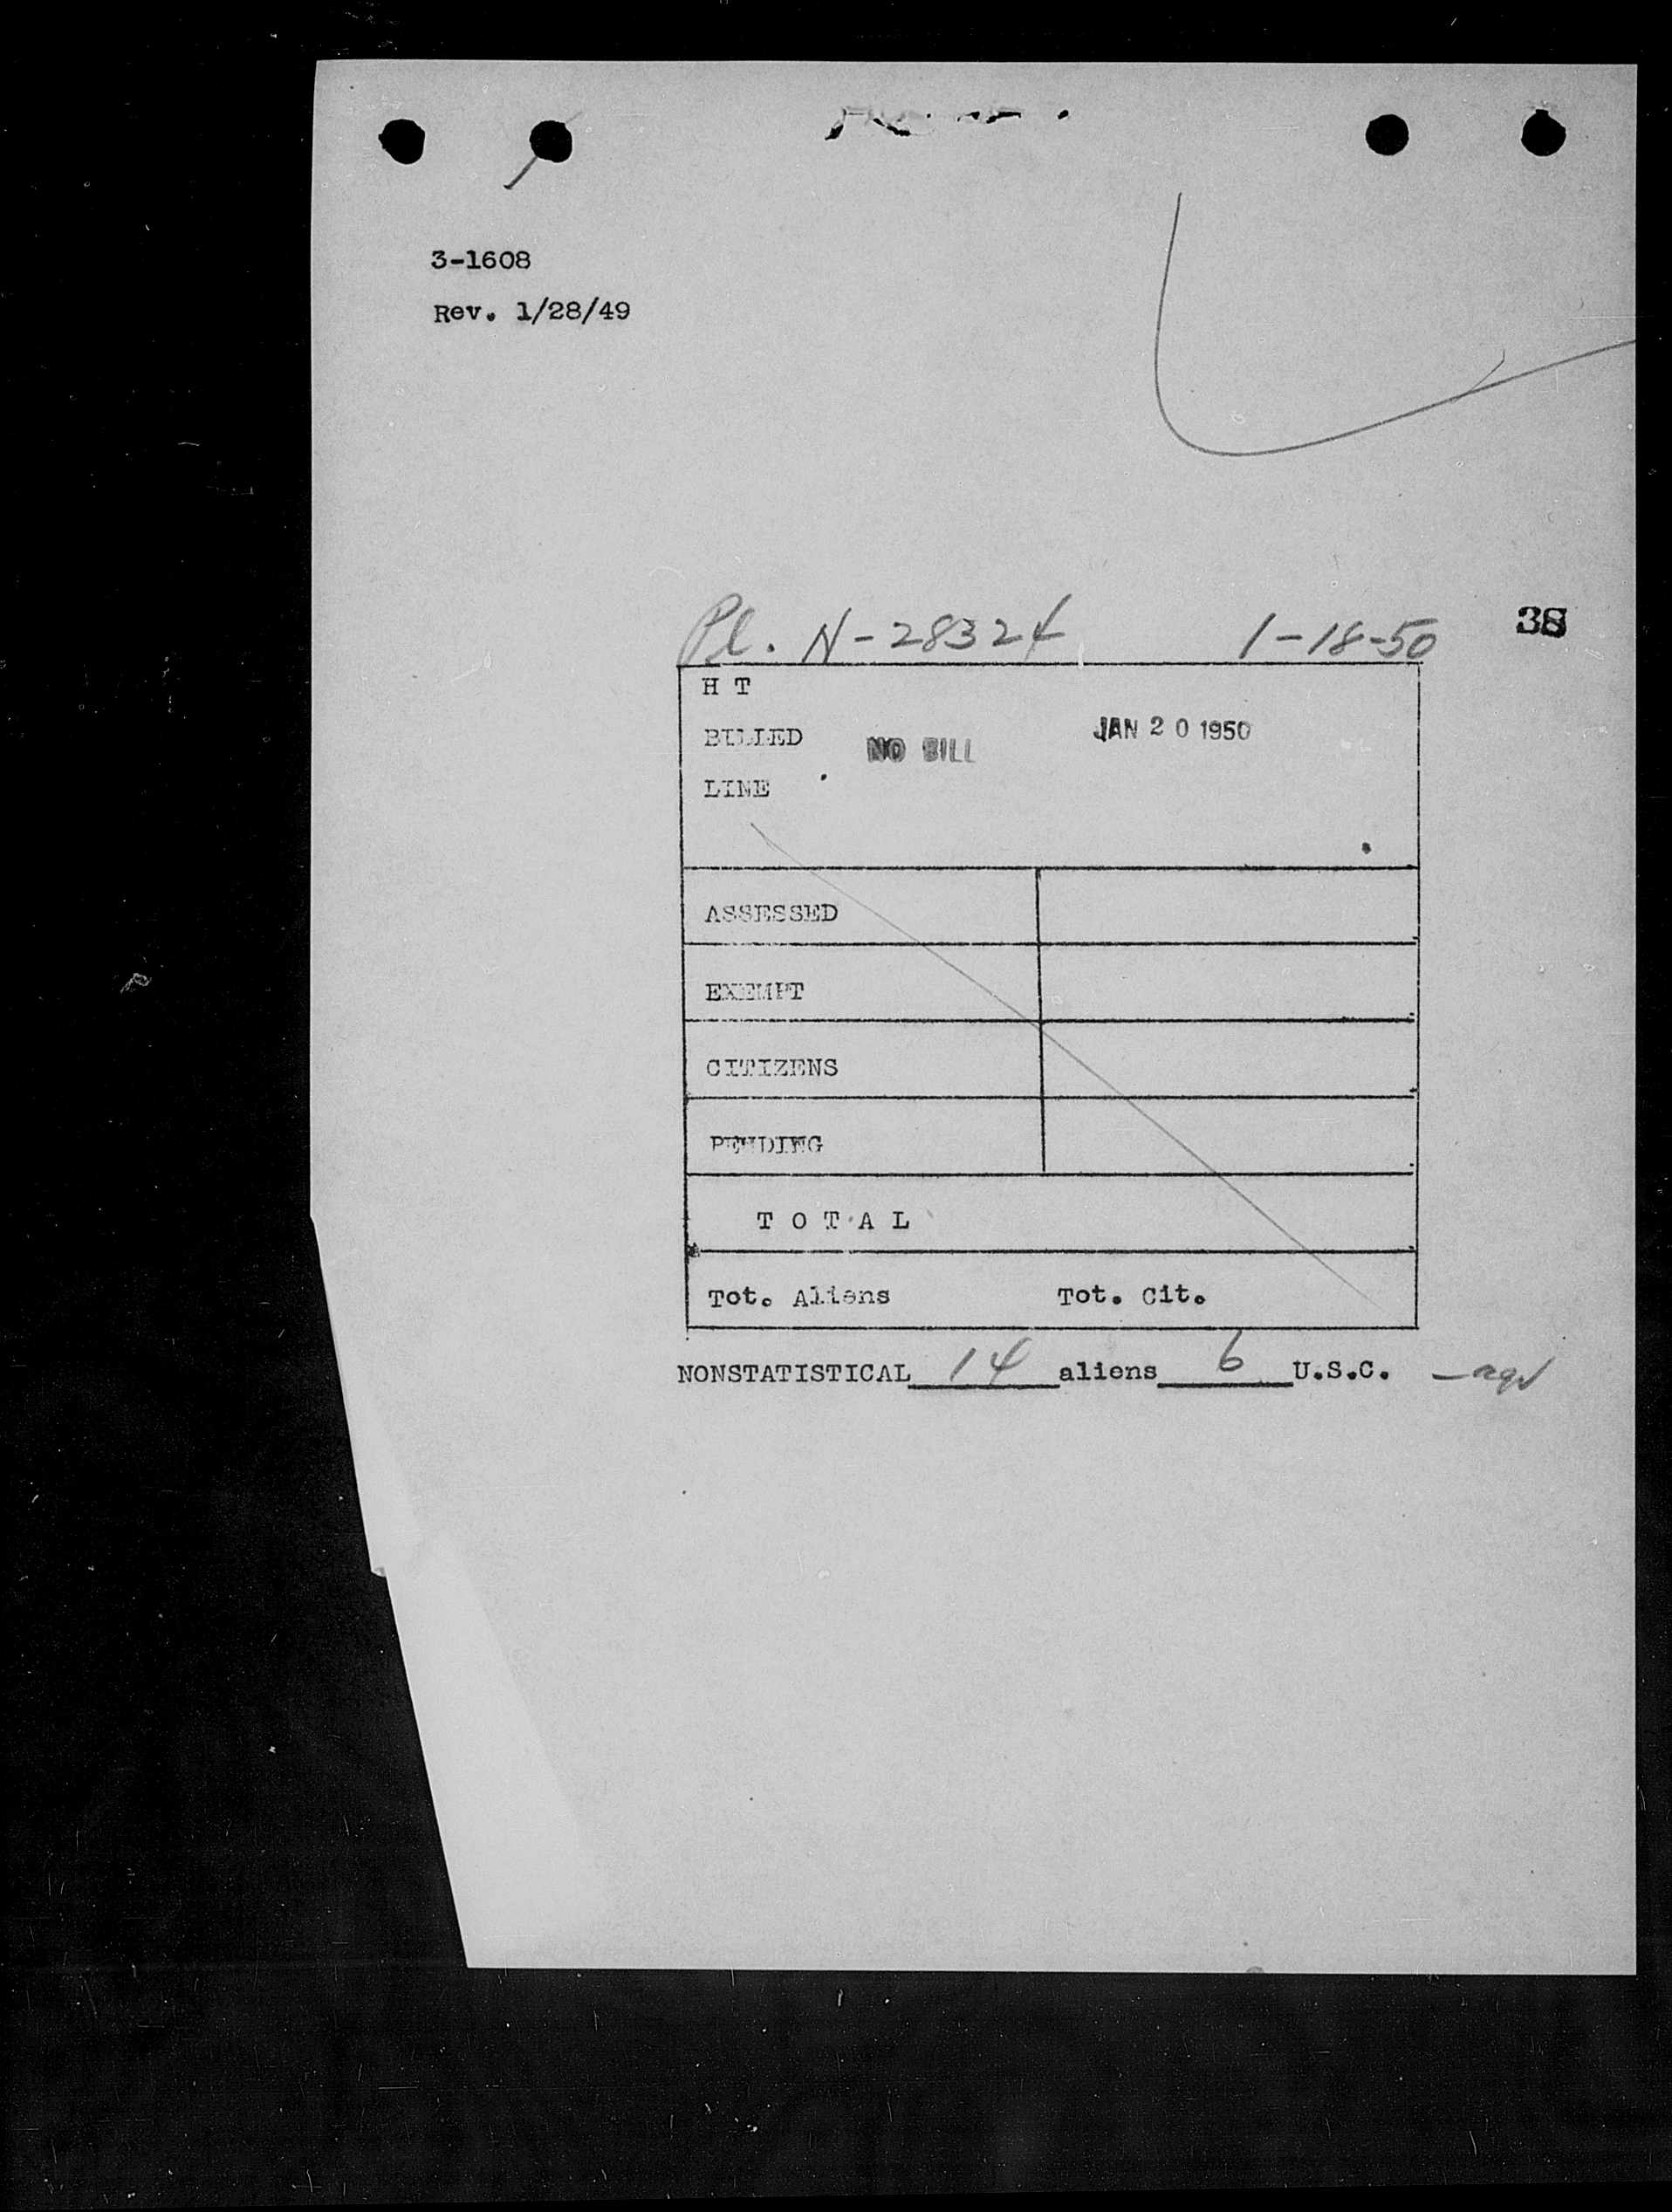 3-1608
Rev. 1/28/49
Pl. N-28324 1-18-50 38
H T
BILLED NO BILL JAN 20 1950
LINE
ASSESSED
EXEMPT
CITIZENS
PENDING
T O T A L
Tot. Aliens Tot. Cit.
NONSTATISTICAL 14 aliens 6 U.S.C.